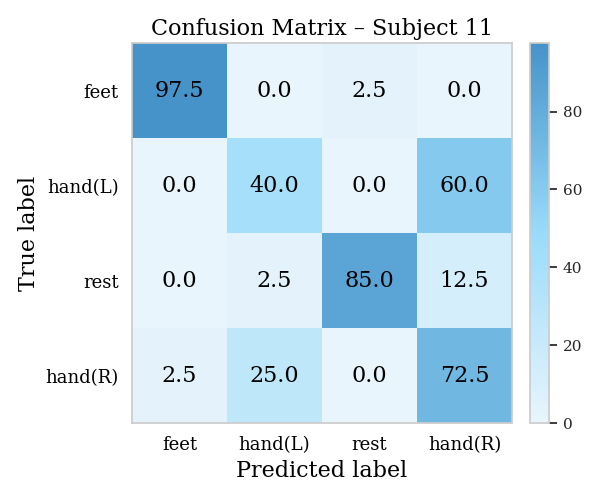 Confusion Matrix – Subject 11
True label
feet 97.5 0.0 2.5 0.0
hand(L) 0.0 40.0 0.0 60.0
rest 0.0 2.5 85.0 12.5
hand(R) 2.5 25.0 0.0 72.5
feet hand(L) rest hand(R)
Predicted label
80
60
40
20
0